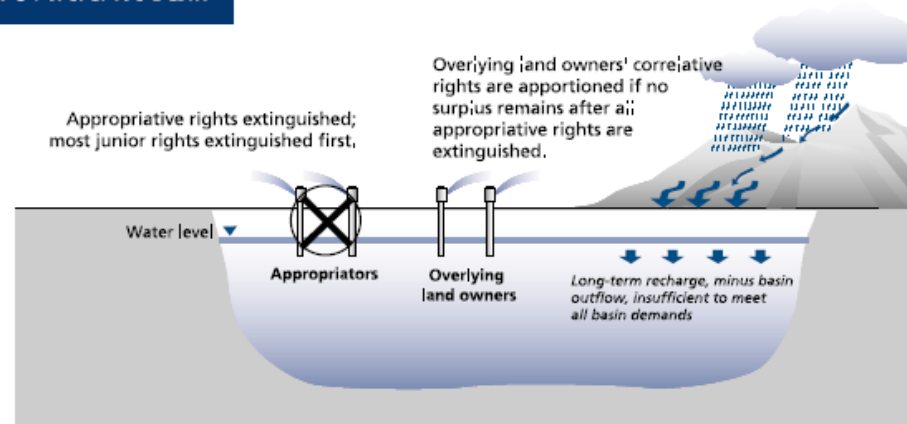 Overlying land owners' correlative
rights are apportioned if no
surplus remains after all
appropriative rights are
extinguished.
Appropriative rights extinguished;
most junior rights extinguished first.
Water level
Appropriators
Overlying
land owners
Long-term recharge, minus basin
outflow, insufficient to meet
all basin demands